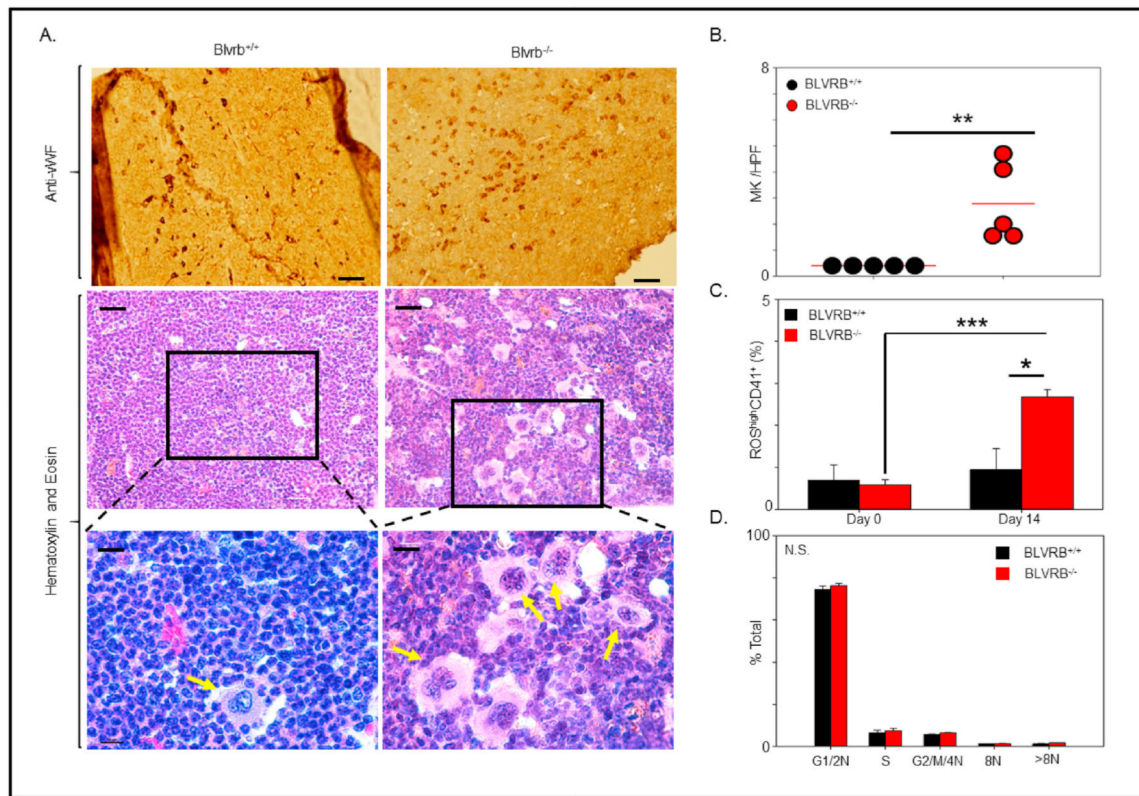 A.
Blvrb+/+
Blvrb-/-
Anti-vWF
Hematoxylin and Eosin
B.
8
BLVRB+/+
BLVRB-/-
**
MK /HPF
0
C.
5
BLVRB+/+
BLVRB-/-
***
*
ROShighCD41+ (%)
0
Day 0
Day 14
D.
100
N.S.
BLVRB+/+
BLVRB-/-
% Total
0
G1/2N
S
G2/M/4N
8N
>8N